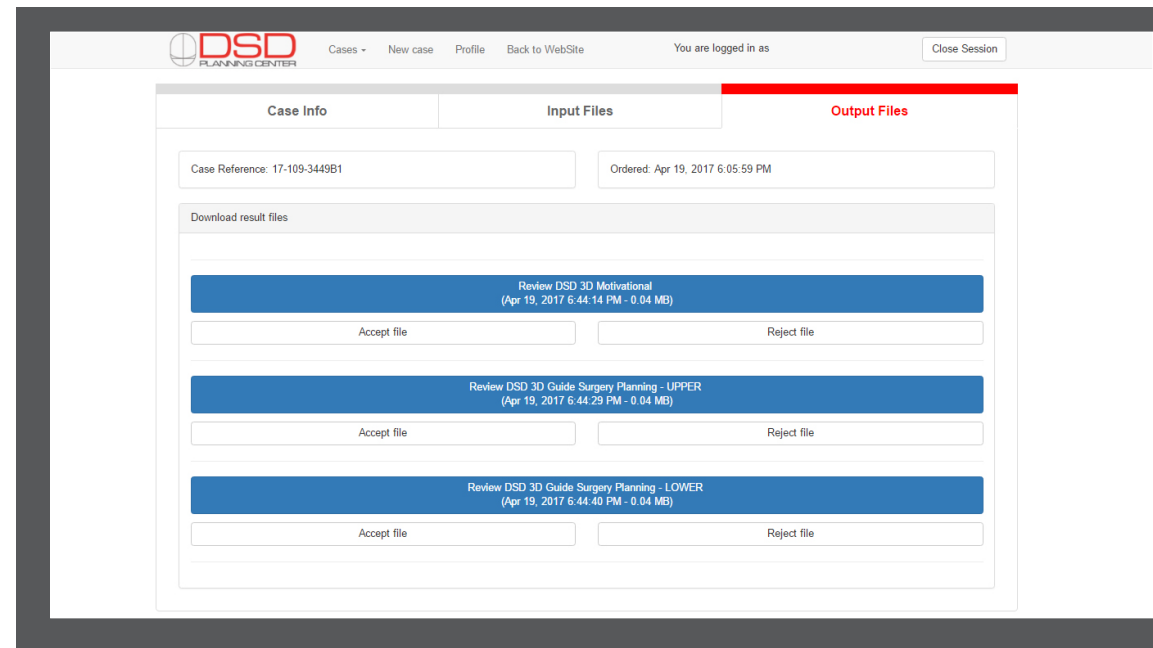 DSD
PLANNING CENTER
Cases
New case
Profile
Back to WebSite
You are logged in as
Close Session
Case Info
Input Files
Output Files
Case Reference: 17-109-3449B1
Ordered: Apr 19, 2017 6:05:59 PM
Download result files
Review DSD 3D Motivational
(Apr 19, 2017 6:44:14 PM - 0.04 MB)
Accept file
Reject file
Review DSD 3D Guide Surgery Planning - UPPER
(Apr 19, 2017 6:44:29 PM - 0.04 MB)
Accept file
Reject file
Review DSD 3D Guide Surgery Planning - LOWER
(Apr 19, 2017 6:44:40 PM - 0.04 MB)
Accept file
Reject file